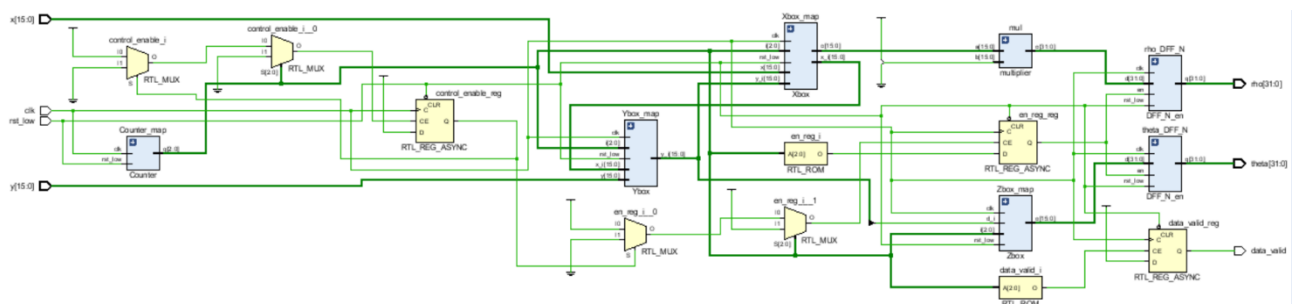 x[15:0]
clk
rst_low
y[15:0]
control_enable_i
I0
I1
S
O
RTL_MUX
control_enable_i__0
I0
I1
S[2:0]
O
RTL_MUX
Counter_map
clk
rst_low
q[2:0]
Counter
control_enable_reg
CLR
C
CE
D
Q
RTL_REG_ASYNC
Ybox_map
clk
i[2:0]
rst_low
x_i[15:0]
y[15:0]
y_i[15:0]
Ybox
en_reg_i__0
I0
I1
S
O
RTL_MUX
Xbox_map
clk
i[2:0]
rst_low
x[15:0]
y_i[15:0]
o[15:0]
x_i[15:0]
Xbox
en_reg_i
A[2:0]
O
RTL_ROM
en_reg_i__1
I0
I1
S[2:0]
O
RTL_MUX
mul
a[15:0]
b[15:0]
o[31:0]
multiplier
en_reg_reg
CLR
C
CE
D
Q
RTL_REG_ASYNC
Zbox_map
clk
d_i
i[2:0]
rst_low
o[15:0]
Zbox
data_valid_i
A[2:0]
O
RTL_ROM
rho_DFF_N
clk
d[31:0]
en
rst_low
q[31:0]
DFF_N_en
theta_DFF_N
clk
d[31:0]
en
rst_low
q[31:0]
DFF_N_en
data_valid_reg
CLR
C
CE
D
Q
RTL_REG_ASYNC
rho[31:0]
theta[31:0]
data_valid